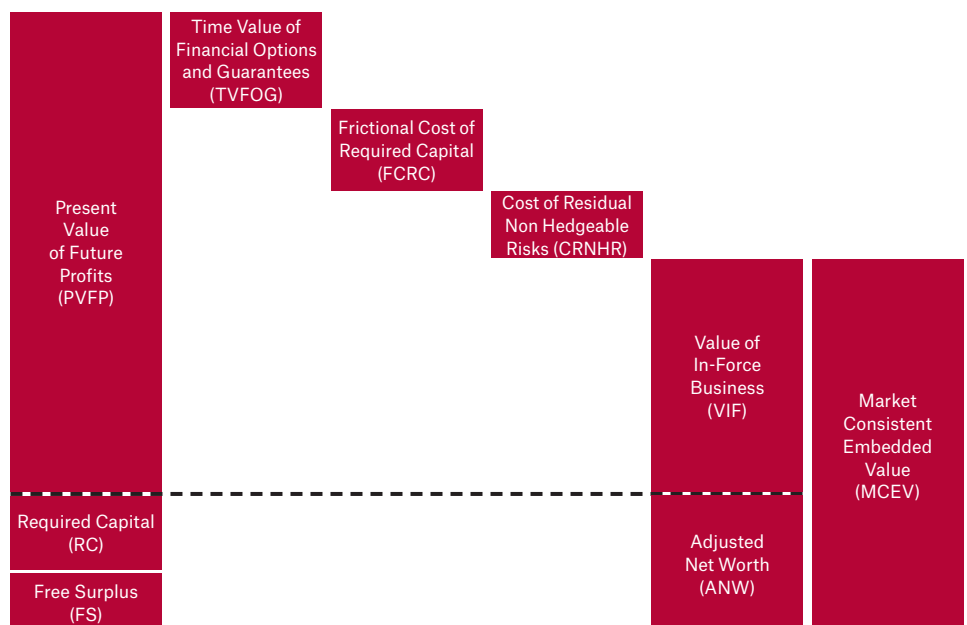 Present
Value
of Future
Profits
(PVFP)
Time Value of
Financial Options
and Guarantees
(TVFOG)
Frictional Cost of
Required Capital
(FCRC)
Cost of Residual
Non Hedgeable
Risks (CRNHR)
Value of
In-Force
Business
(VIF)
Market
Consistent
Embedded
Value
(MCEV)
Required Capital
(RC)
Free Surplus
(FS)
Adjusted
Net Worth
(ANW)